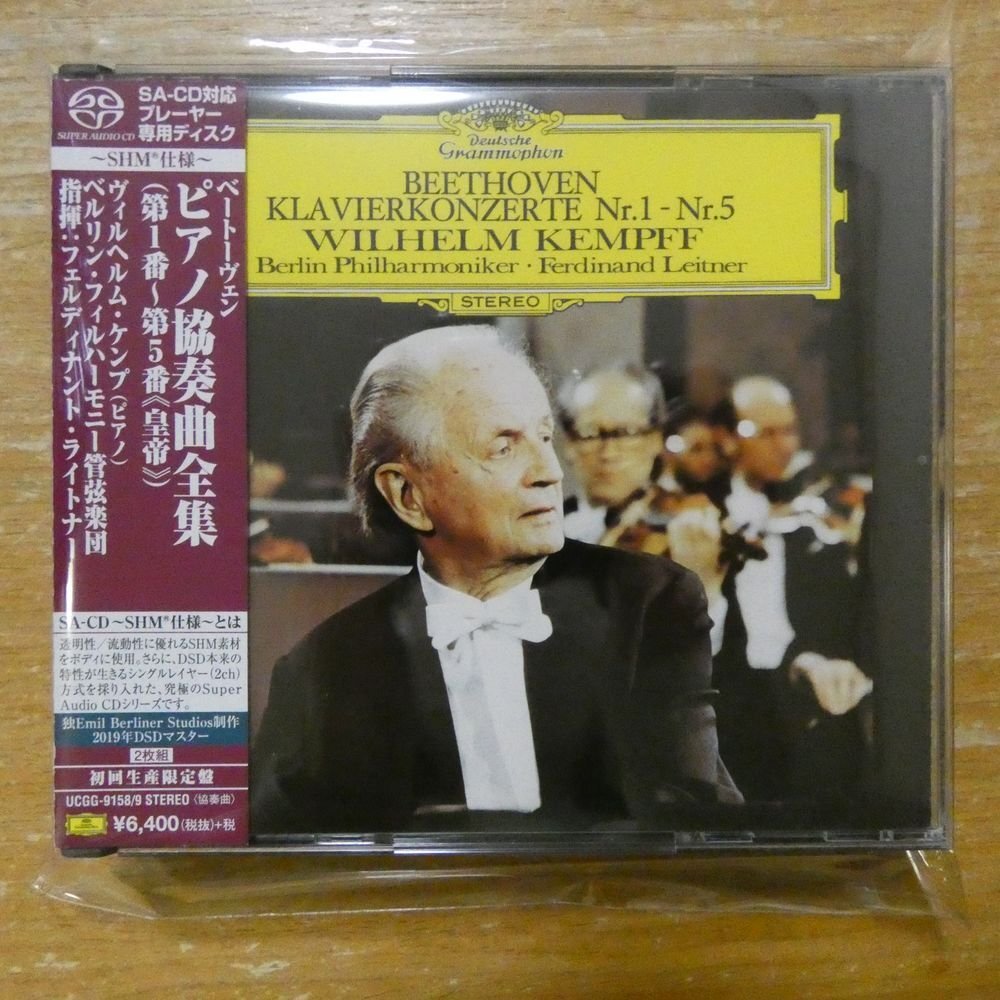 SA-CD対応
プレーヤー
専用ディスク
SUPER AUDIO CD
～SHM®仕様～
ベートーヴェン
ピアノ協奏曲全集
(第1番～第5番《皇帝》)
ヴィルヘルム・ケンプ(ピアノ)
ベルリン・フィルハーモニー管弦楽団
指揮:フェルディナント・ライトナー
SA-CD～SHM®仕様～とは
透明性/流動性に優れるSHM素材
をボディに使用。さらに、DSD本来の
特性が生きるシングルレイヤー(2ch)
方式を採り入れた、究極のSuper
Audio CDシリーズです。
独Emil Berliner Studios制作
2019年DSDマスター
2枚組
初回生産限定盤
UCGG-9158/9 STEREO〈協奏曲〉
¥6,400(税抜)+税
Deutsche
Grammophon
BEETHOVEN
KLAVIERKONZERTE Nr.1-Nr.5
WILHELM KEMPFF
Berlin Philharmoniker・Ferdinand Leitner
STEREO